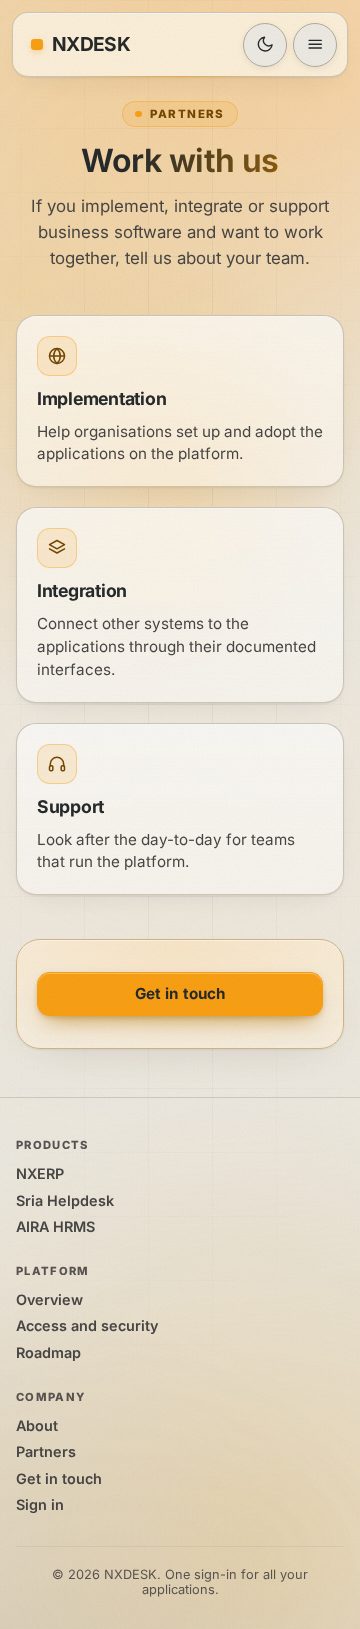 NXDESK
PARTNERS
Work with us
If you implement, integrate or support
business software and want to work
together, tell us about your team.
Implementation
Help organisations set up and adopt the
applications on the platform.
Integration
Connect other systems to the
applications through their documented
interfaces.
Support
Look after the day-to-day for teams
that run the platform.
Get in touch
PRODUCTS
NXERP
Sria Helpdesk
AIRA HRMS
PLATFORM
Overview
Access and security
Roadmap
COMPANY
About
Partners
Get in touch
Sign in
© 2026 NXDESK. One sign-in for all your
applications.